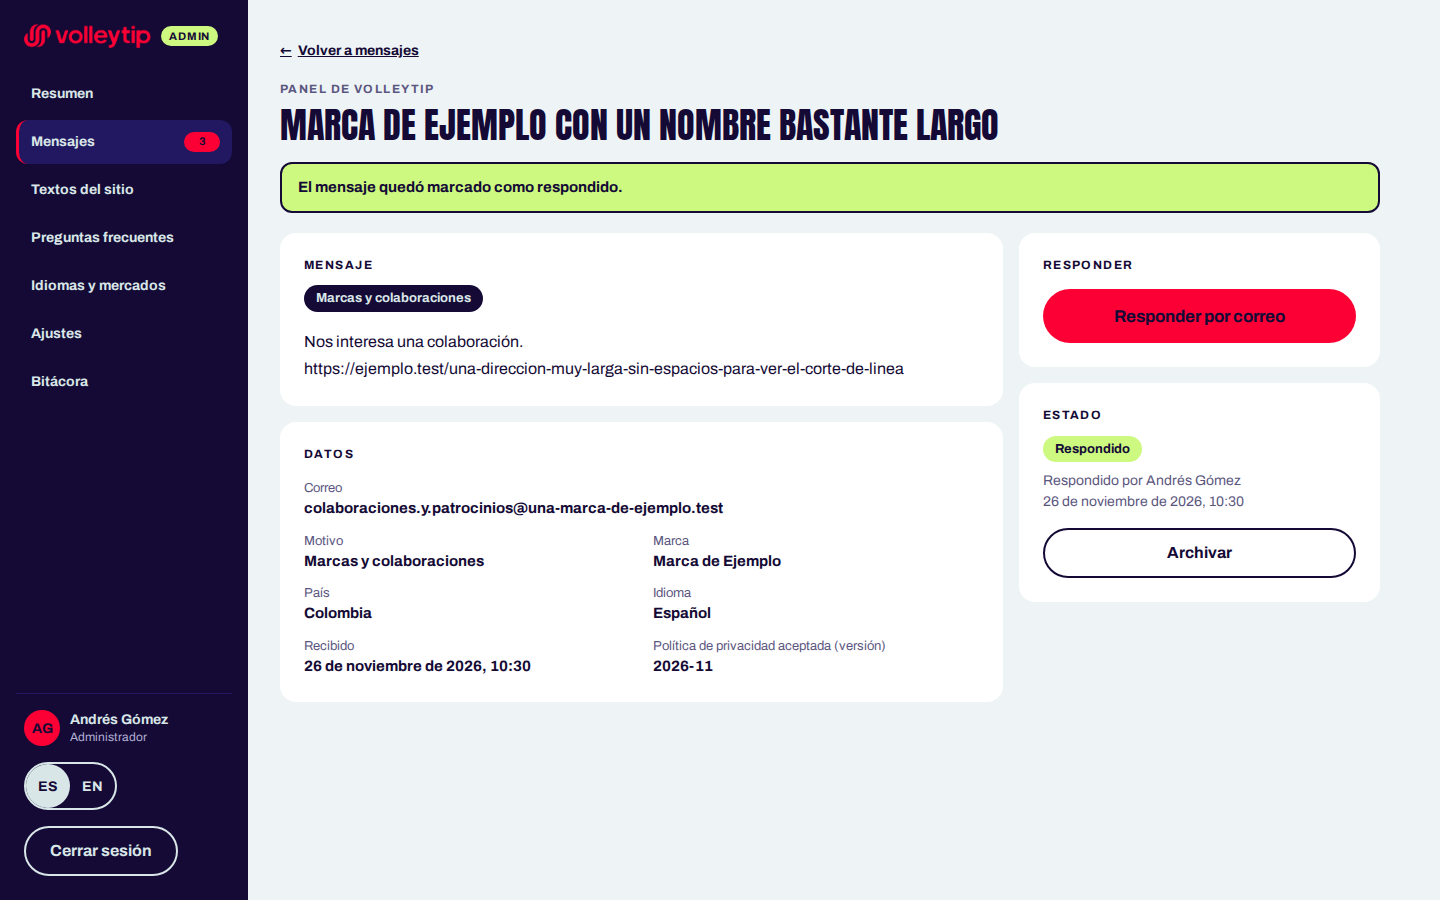 volleytip ADMIN
Resumen
Mensajes 3
Textos del sitio
Preguntas frecuentes
Idiomas y mercados
Ajustes
Bitácora
AG Andrés Gómez
Administrador
ES EN
Cerrar sesión
← Volver a mensajes
PANEL DE VOLLEYTIP
MARCA DE EJEMPLO CON UN NOMBRE BASTANTE LARGO
El mensaje quedó marcado como respondido.
MENSAJE
Marcas y colaboraciones
Nos interesa una colaboración.
https://ejemplo.test/una-direccion-muy-larga-sin-espacios-para-ver-el-corte-de-linea
DATOS
Correo
colaboraciones.y.patrocinios@una-marca-de-ejemplo.test
Motivo
Marcas y colaboraciones
Marca
Marca de Ejemplo
País
Colombia
Idioma
Español
Recibido
26 de noviembre de 2026, 10:30
Política de privacidad aceptada (versión)
2026-11
RESPONDER
Responder por correo
ESTADO
Respondido
Respondido por Andrés Gómez
26 de noviembre de 2026, 10:30
Archivar